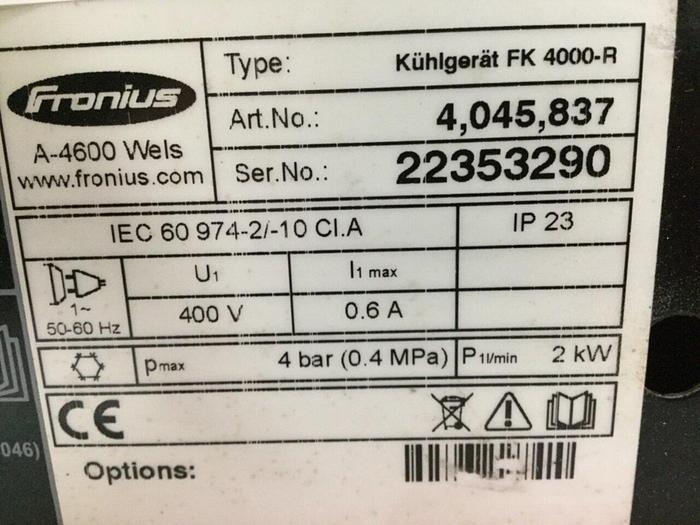 Fronius
A-4600 Wels
www.fronius.com
Type: Kühlgerät FK 4000-R
Art.No.: 4,045,837
Ser.No.: 22353290
IEC 60 974-2/-10 Cl.A IP 23
U1 I1 max
1~
50-60 Hz
400 V 0.6 A
pmax 4 bar (0.4 MPa) P1l/min 2 kW
CE
046)
Options: